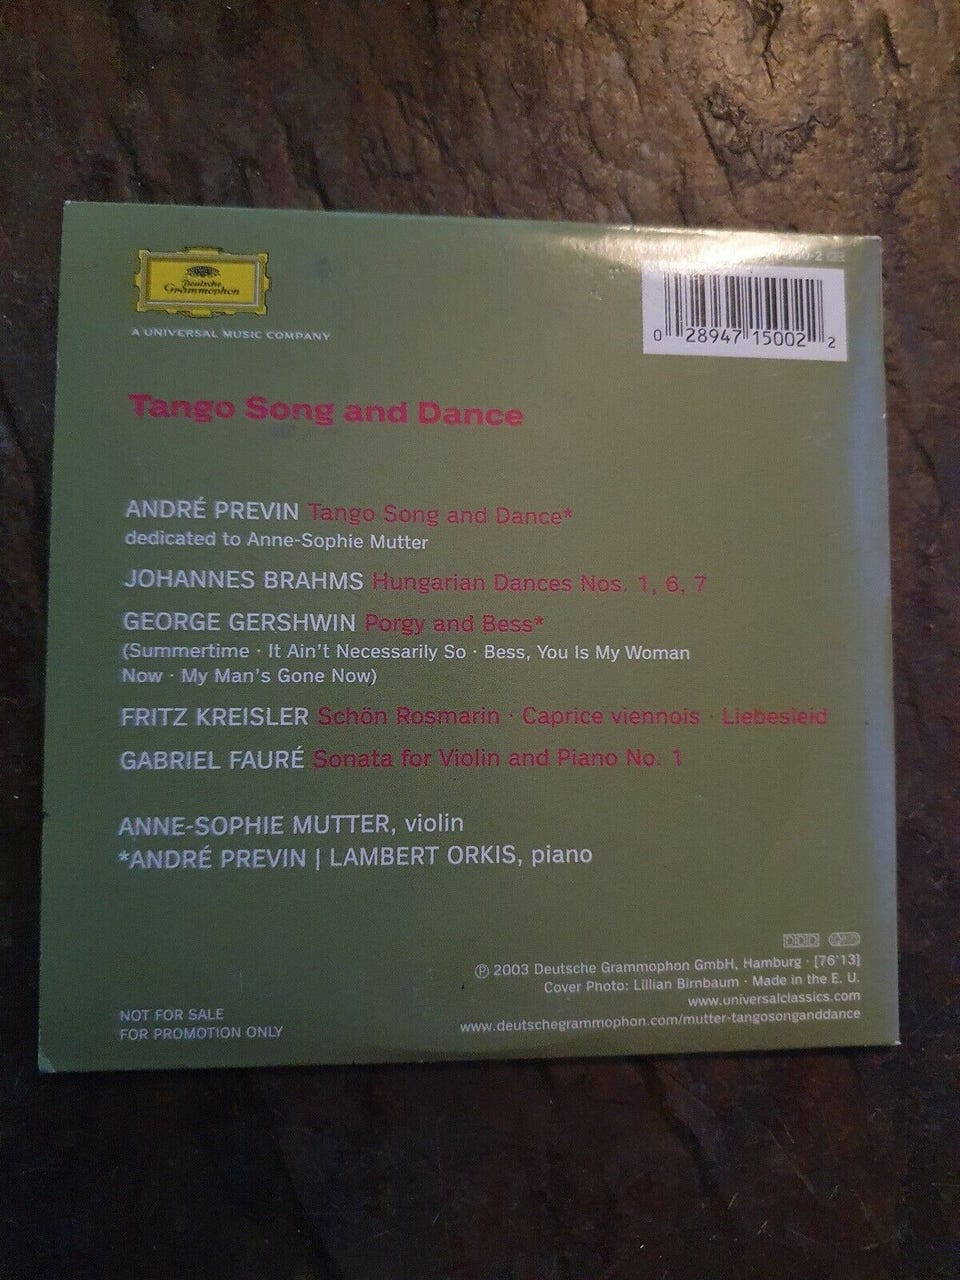 Deutsche
Grammophon
A UNIVERSAL MUSIC COMPANY
0 28947 15002 2
Tango Song and Dance
ANDRÉ PREVIN Tango Song and Dance*
dedicated to Anne-Sophie Mutter
JOHANNES BRAHMS Hungarian Dances Nos. 1, 6, 7
GEORGE GERSHWIN Porgy and Bess*
(Summertime · It Ain't Necessarily So · Bess, You Is My Woman
Now · My Man's Gone Now)
FRITZ KREISLER Schön Rosmarin · Caprice viennois · Liebesleid
GABRIEL FAURÉ Sonata for Violin and Piano No. 1
ANNE-SOPHIE MUTTER, violin
*ANDRÉ PREVIN | LAMBERT ORKIS, piano
DDD
℗ 2003 Deutsche Grammophon GmbH, Hamburg · [76'13]
Cover Photo: Lillian Birnbaum · Made in the E. U.
www.universalclassics.com
www.deutschegrammophon.com/mutter-tangosonganddance
NOT FOR SALE
FOR PROMOTION ONLY